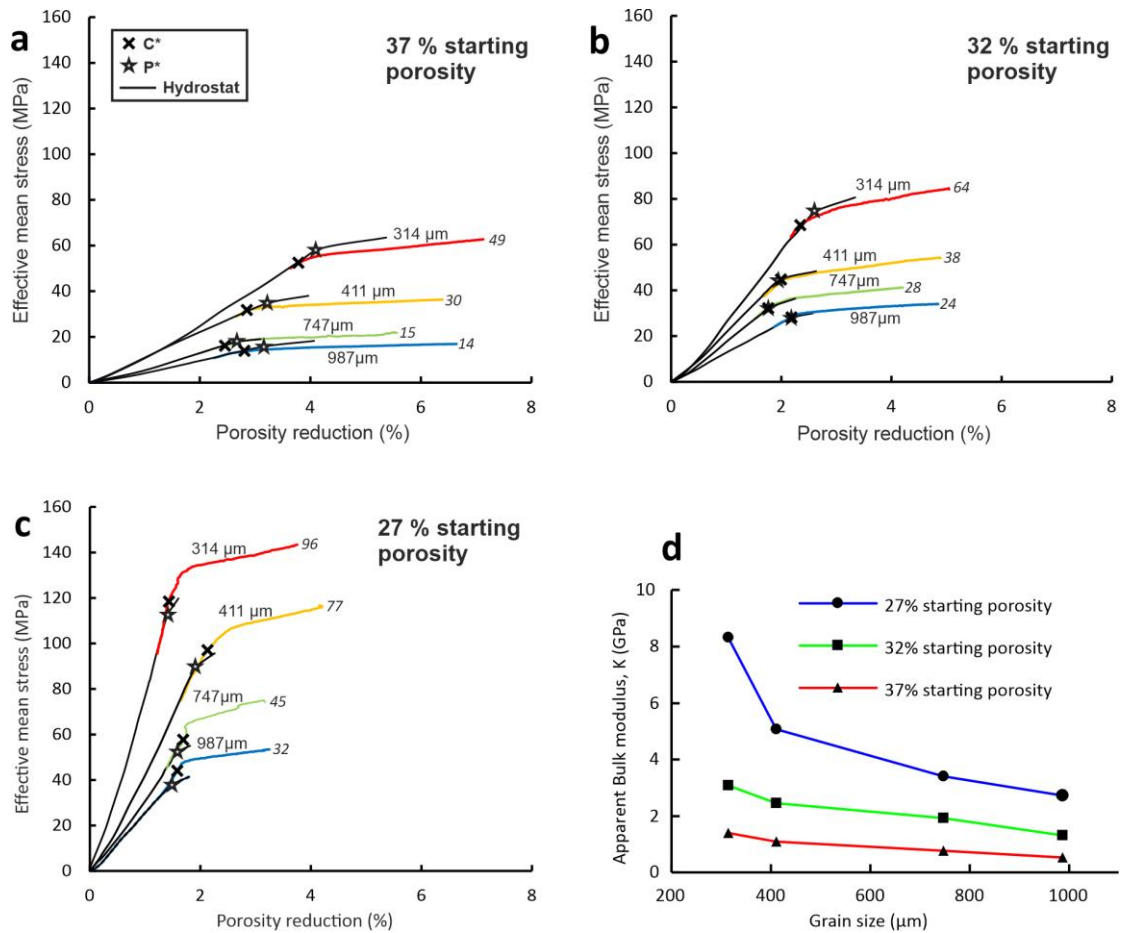 a
160
140
120
100
80
60
40
20
0
Effective mean stress (MPa)
C*
P*
Hydrostat
37 % starting
porosity
314 µm
49
411 µm
30
747µm
15
987µm
14
0 2 4 6 8
Porosity reduction (%)
b
160
140
120
100
80
60
40
20
0
Effective mean stress (MPa)
32 % starting
porosity
314 µm
64
411 µm
38
747µm
28
987µm
24
0 2 4 6 8
Porosity reduction (%)
c
160
140
120
100
80
60
40
20
0
Effective mean stress (MPa)
27 % starting
porosity
314 µm
96
411 µm
77
747µm
45
987µm
32
0 2 4 6 8
Porosity reduction (%)
d
10
8
6
4
2
0
Apparent Bulk modulus, K (GPa)
27% starting porosity
32% starting porosity
37% starting porosity
200 400 600 800 1000
Grain size (µm)